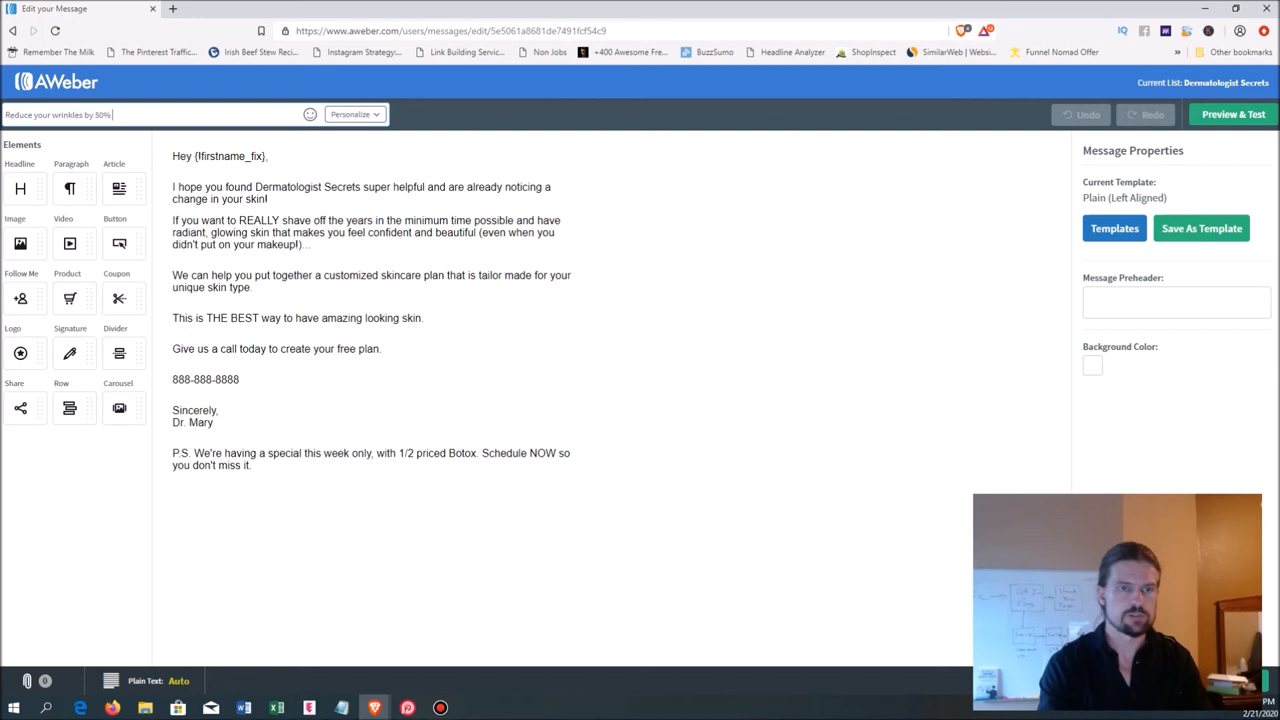 Edit your Message
https://www.aweber.com/users/messages/edit/5e5061a8681de7491fcf54c9
Remember The Milk
The Pinterest Traffic...
Irish Beef Stew Reci...
Instagram Strategy:...
Link Building Servic...
Non Jobs
+400 Awesome Fre...
BuzzSumo
Headline Analyzer
ShopInspect
SimilarWeb | Websi...
Funnel Nomad Offer
Other bookmarks
AWeber
Current List: Dermatologist Secrets
Reduce your wrinkles by 50%
Personalize
Undo
Redo
Preview & Test
Elements
Headline
Paragraph
Article
Image
Video
Button
Follow Me
Product
Coupon
Logo
Signature
Divider
Share
Row
Carousel
Hey {!firstname_fix},
I hope you found Dermatologist Secrets super helpful and are already noticing a
change in your skin!
If you want to REALLY shave off the years in the minimum time possible and have
radiant, glowing skin that makes you feel confident and beautiful (even when you
didn't put on your makeup!)...
We can help you put together a customized skincare plan that is tailor made for your
unique skin type.
This is THE BEST way to have amazing looking skin.
Give us a call today to create your free plan.
888-888-8888
Sincerely,
Dr. Mary
P.S. We're having a special this week only, with 1/2 priced Botox. Schedule NOW so
you don't miss it.
Message Properties
Current Template:
Plain (Left Aligned)
Templates
Save As Template
Message Preheader:
Background Color:
0
Plain Text: Auto
PM
2/21/2020